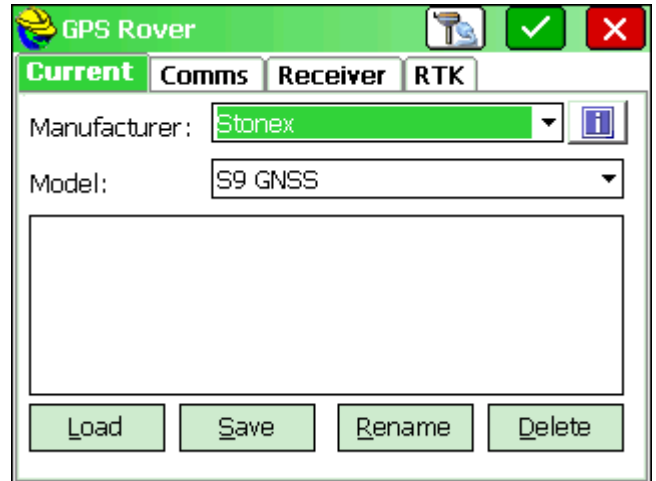 GPS Rover
Current Comms Receiver RTK
Manufacturer: Stonex
Model: S9 GNSS
Load Save Rename Delete